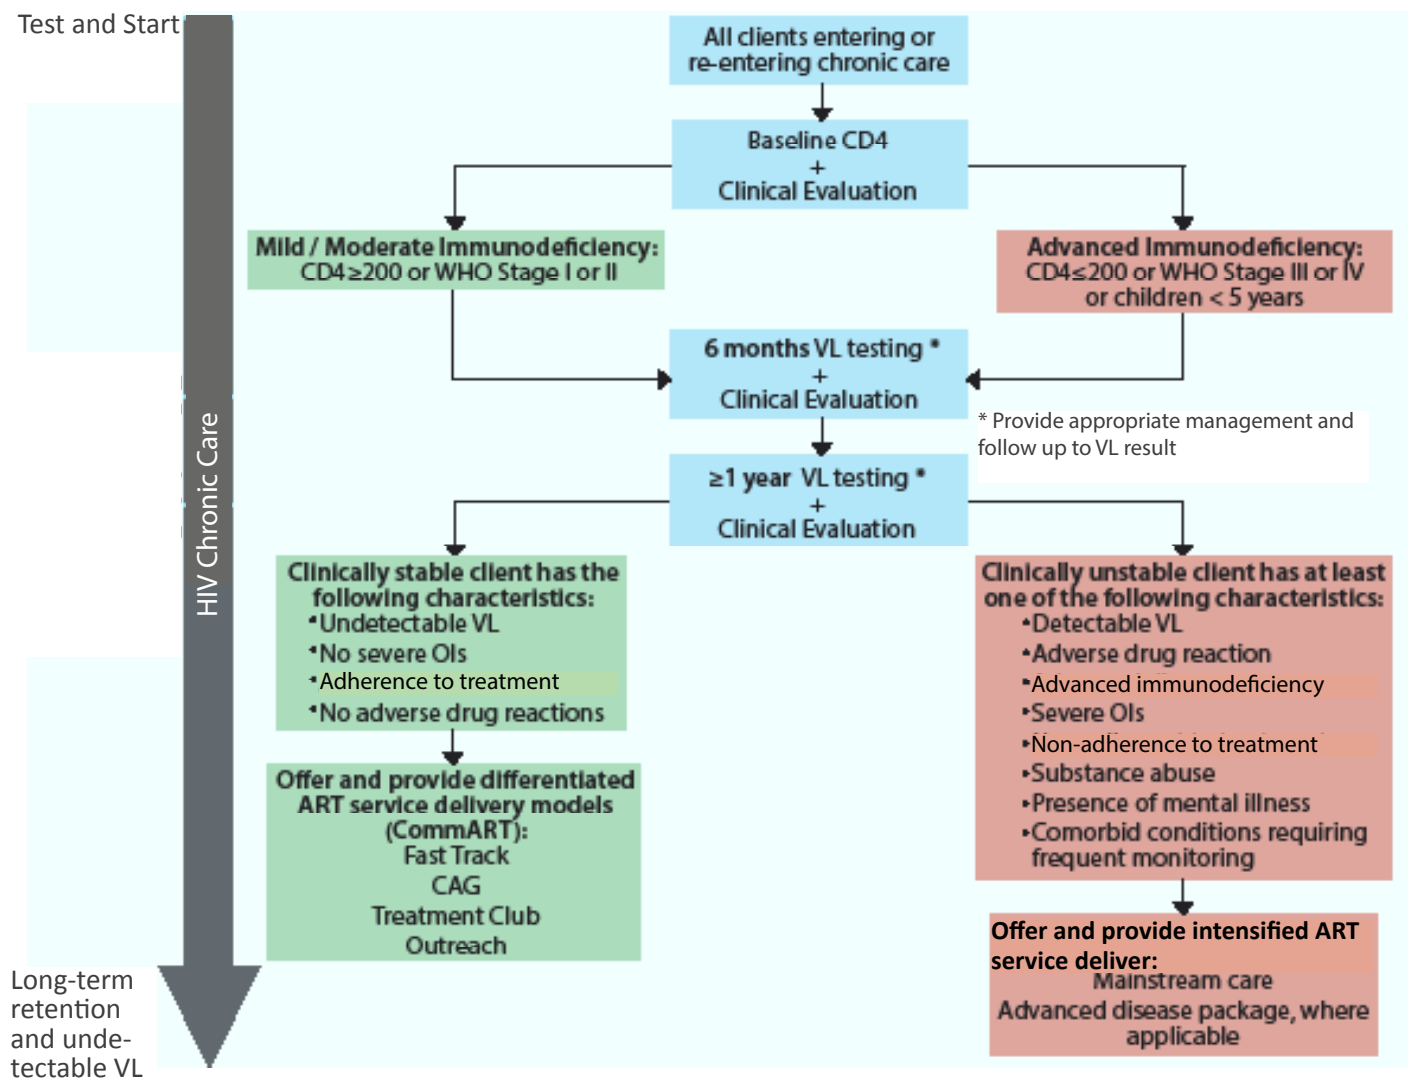 Test and Start
All clients entering or
re-entering chronic care
Baseline CD4
+
Clinical Evaluation
Mild / Moderate Immunodeficiency:
CD4≥200 or WHO Stage I or II
Advanced Immunodeficiency:
CD4≤200 or WHO Stage III or IV
or children < 5 years
6 months VL testing *
+
Clinical Evaluation
* Provide appropriate management and
follow up to VL result
≥1 year VL testing *
+
Clinical Evaluation
HIV Chronic Care
Clinically stable client has the
following characteristics:
•Undetectable VL
•No severe OIs
•Adherence to treatment
•No adverse drug reactions
Offer and provide differentiated
ART service delivery models
(CommART):
Fast Track
CAG
Treatment Club
Outreach
Clinically unstable client has at least
one of the following characteristics:
•Detectable VL
•Adverse drug reaction
•Advanced immunodeficiency
•Severe OIs
•Non-adherence to treatment
•Substance abuse
•Presence of mental illness
•Comorbid conditions requiring
frequent monitoring
Offer and provide intensified ART
service deliver:
Mainstream care
Advanced disease package, where
applicable
Long-term
retention
and unde-
tectable VL